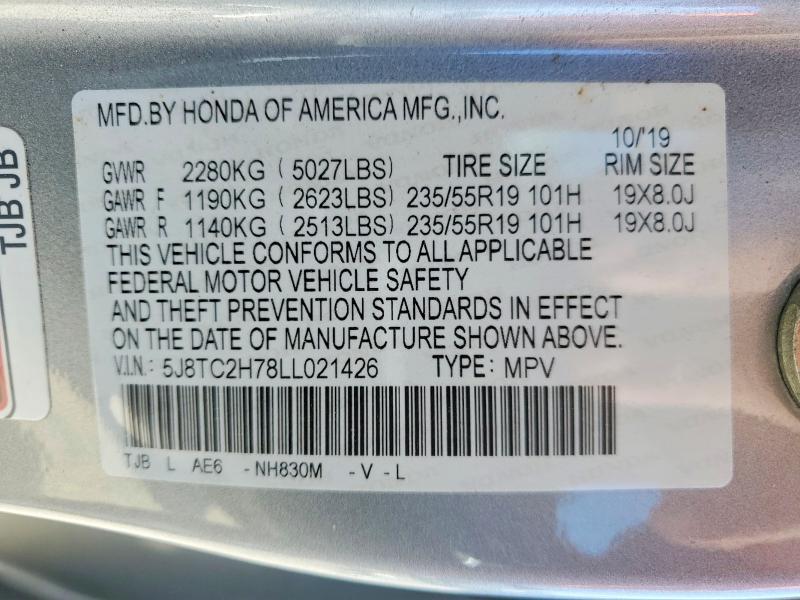 MFD.BY HONDA OF AMERICA MFG.,INC.
10/'19
GVWR 2280KG ( 5027LBS) TIRE SIZE RIM SIZE
GAWR F 1190KG ( 2623LBS) 235/55R19 101H 19X8.0J
GAWR R 1140KG ( 2513LBS) 235/55R19 101H 19X8.0J
THIS VEHICLE CONFORMS TO ALL APPLICABLE
FEDERAL MOTOR VEHICLE SAFETY
AND THEFT PREVENTION STANDARDS IN EFFECT
ON THE DATE OF MANUFACTURE SHOWN ABOVE.
V.I.N.: 5J8TC2H78LL021426 TYPE: MPV
TJB L AE6 -NH830M -V -L
TJB JB